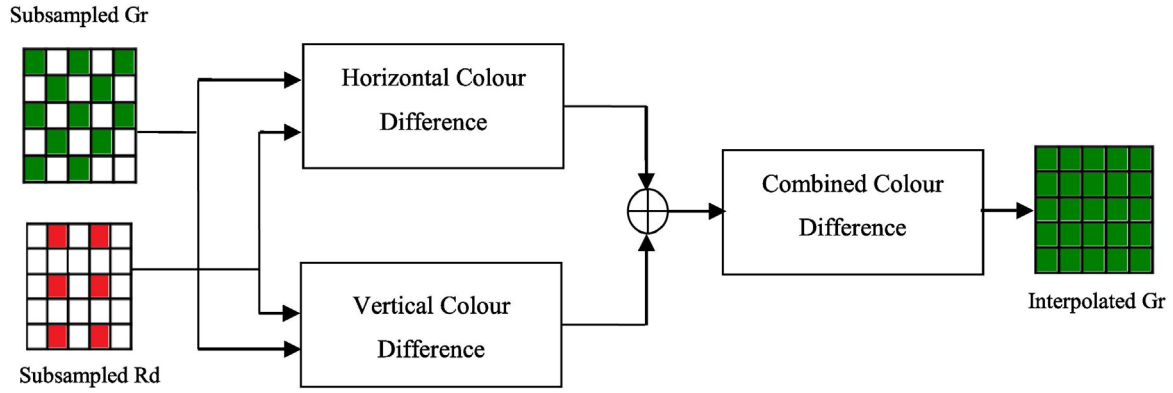 Subsampled Gr
Horizontal Colour
Difference
Combined Colour
Difference
Vertical Colour
Difference
Interpolated Gr
Subsampled Rd